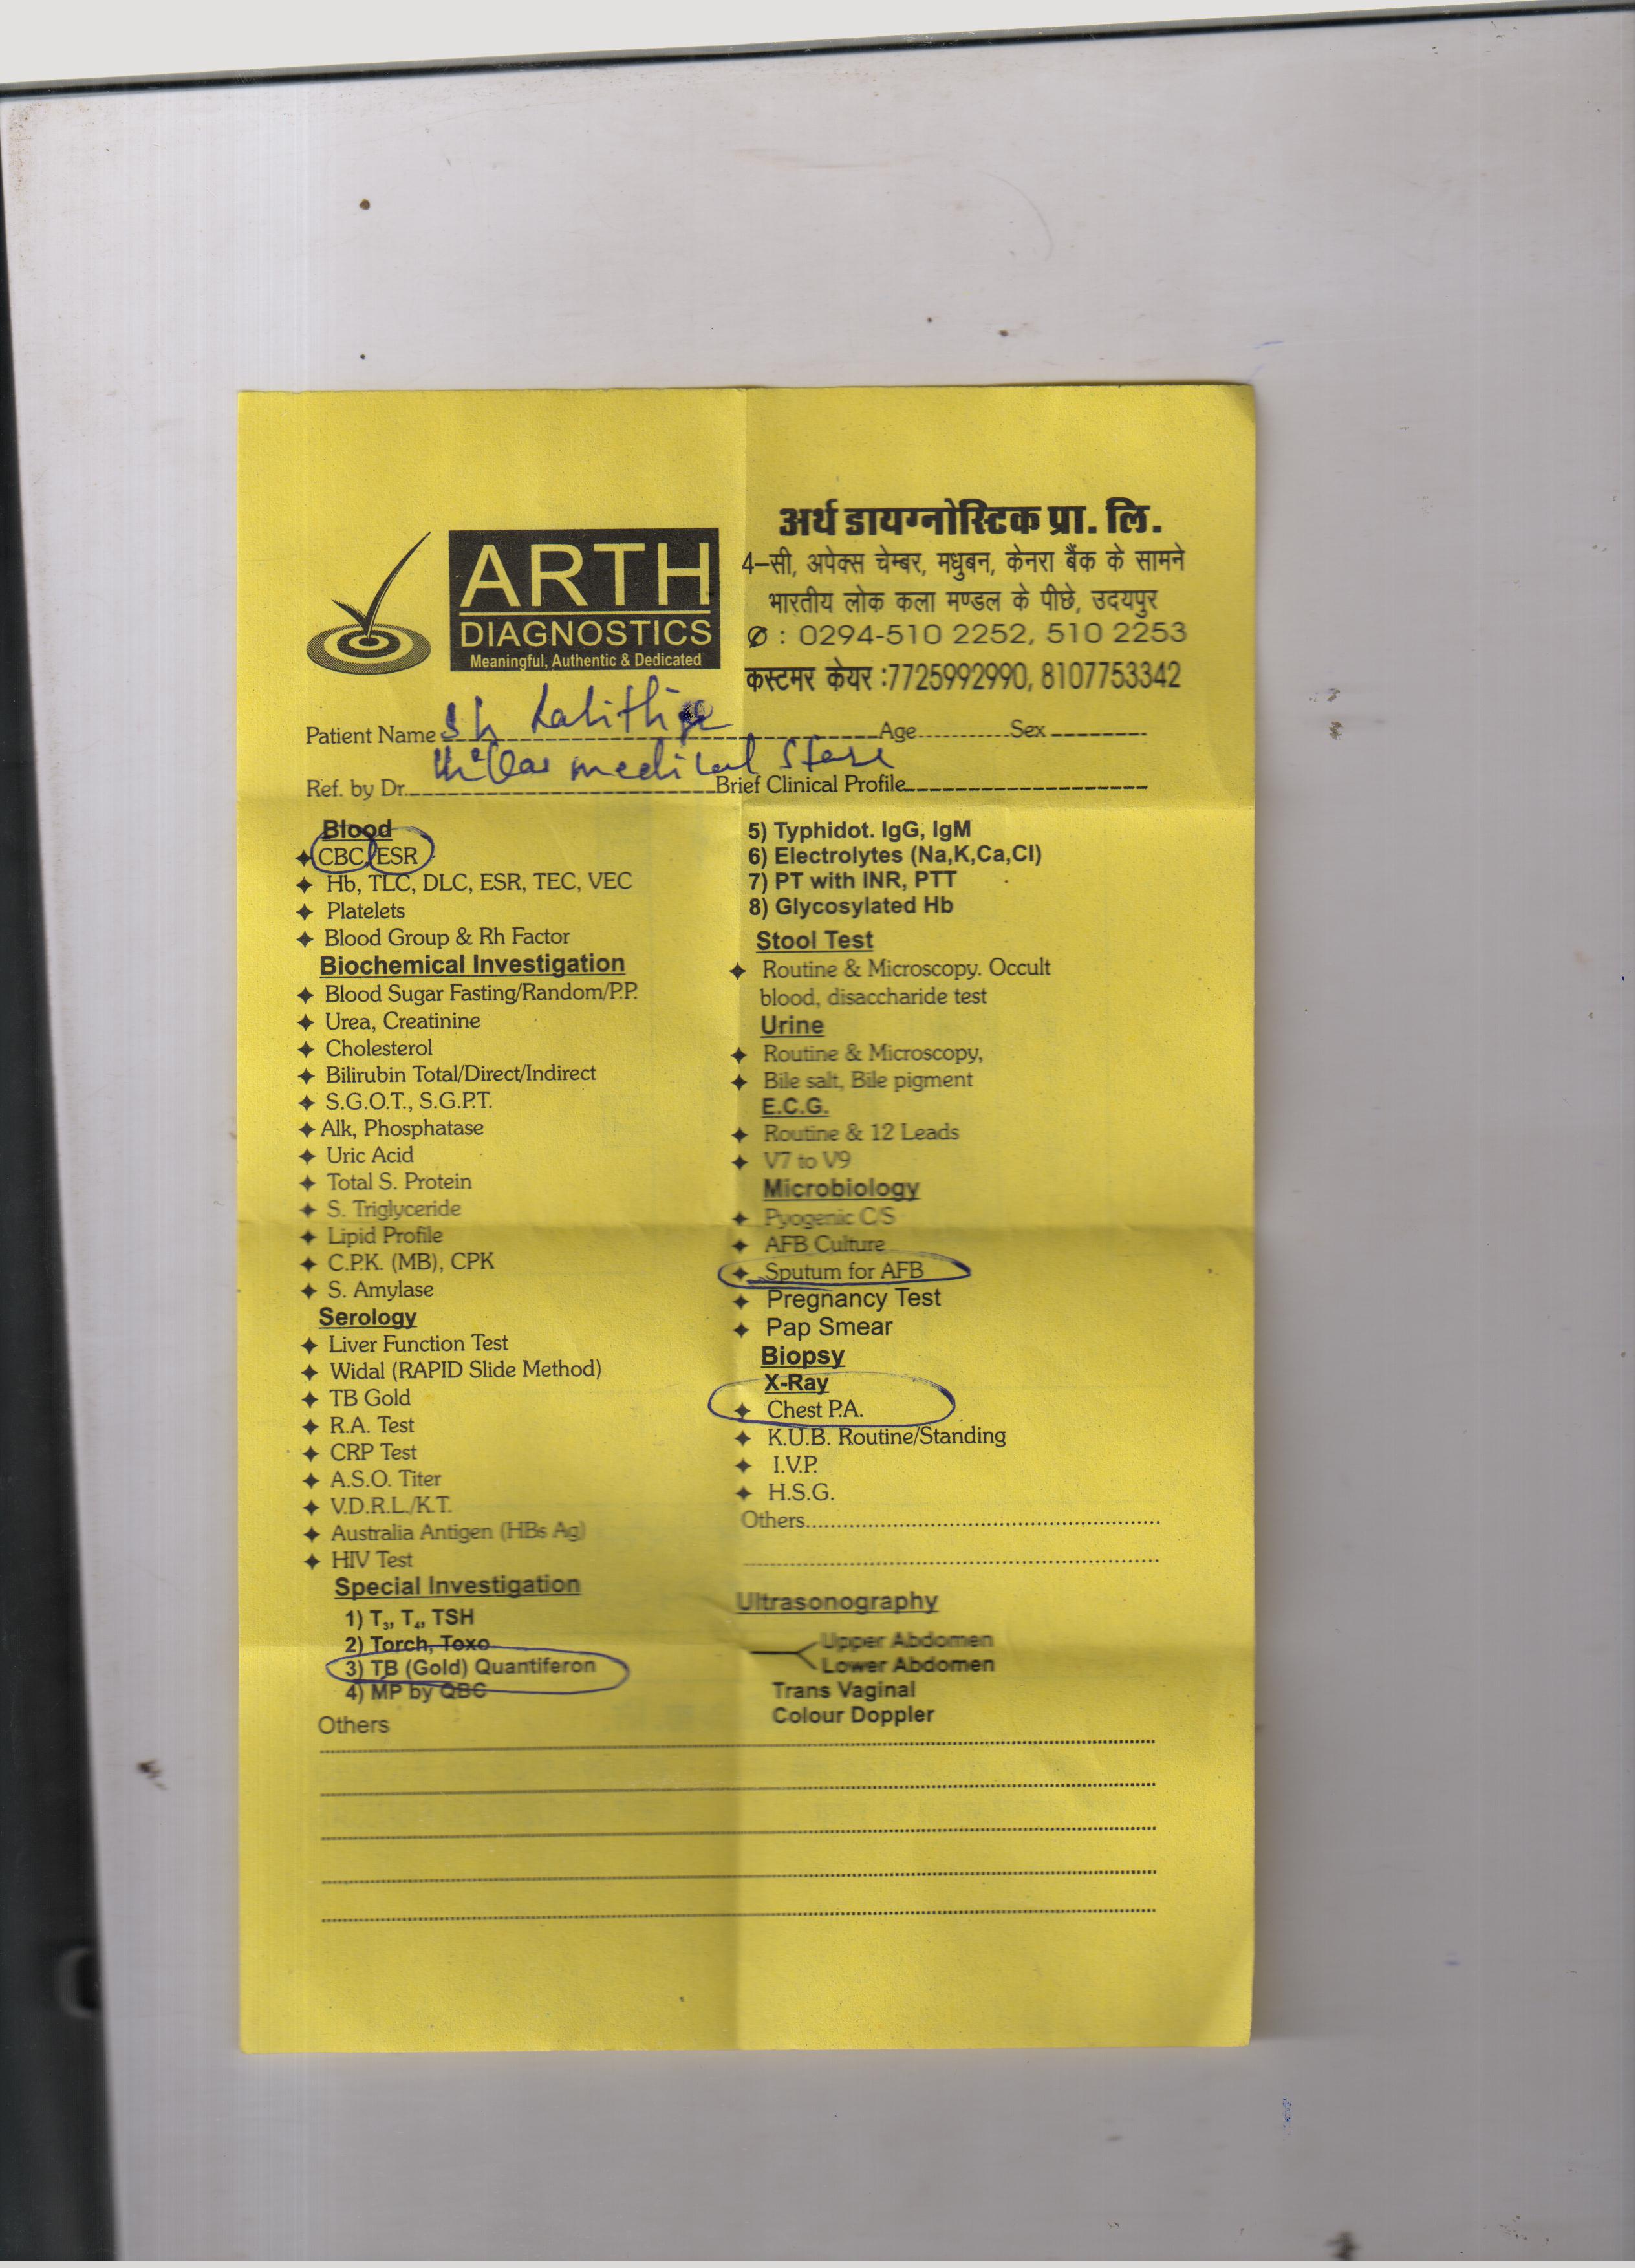 ARTH
DIAGNOSTICS
Meaningful, Authentic & Dedicated
अर्थ डायग्नोस्टिक प्रा. लि.
4-सी, अपेक्स चेम्बर, मधुबन, केनरा बैंक के सामने
भारतीय लोक कला मण्डल के पीछे, उदयपुर
✆ : 0294-510 2252, 510 2253
कस्टमर केयर :7725992990, 8107753342
Patient Name Sh Age Sex
medical Store
Ref. by Dr. Brief Clinical Profile
Blood
CBC, ESR
Hb, TLC, DLC, ESR, TEC, VEC
Platelets
Blood Group & Rh Factor
Biochemical Investigation
Blood Sugar Fasting/Random/P.P.
Urea, Creatinine
Cholesterol
Bilirubin Total/Direct/Indirect
S.G.O.T., S.G.P.T.
Alk, Phosphatase
Uric Acid
Total S. Protein
S. Triglyceride
Lipid Profile
C.P.K. (MB), CPK
S. Amylase
Serology
Liver Function Test
Widal (RAPID Slide Method)
TB Gold
R.A. Test
CRP Test
A.S.O. Titer
V.D.R.L./K.T.
Australia Antigen (HBs Ag)
HIV Test
Special Investigation
1) T3, T4, TSH
2) Torch, Toxo
3) TB (Gold) Quantiferon
4) MP by QBC
Others
5) Typhidot. IgG, IgM
6) Electrolytes (Na,K,Ca,Cl)
7) PT with INR, PTT
8) Glycosylated Hb
Stool Test
Routine & Microscopy. Occult
blood, disaccharide test
Urine
Routine & Microscopy,
Bile salt, Bile pigment
E.C.G.
Routine & 12 Leads
V7 to V9
Microbiology
Pyogenic C/S
AFB Culture
Sputum for AFB
Pregnancy Test
Pap Smear
Biopsy
X-Ray
Chest P.A.
K.U.B. Routine/Standing
I.V.P.
H.S.G.
Others
Ultrasonography
Upper Abdomen
Lower Abdomen
Trans Vaginal
Colour Doppler